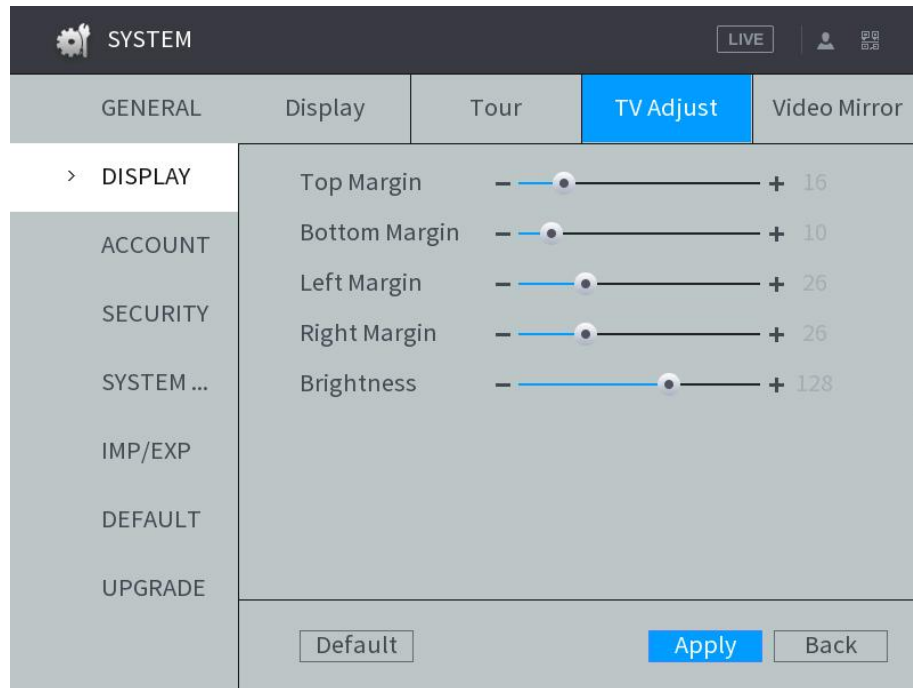 SYSTEM
LIVE
GENERAL
Display
Tour
TV Adjust
Video Mirror
DISPLAY
ACCOUNT
SECURITY
SYSTEM ...
IMP/EXP
DEFAULT
UPGRADE
Top Margin - + 16
Bottom Margin - + 10
Left Margin - + 26
Right Margin - + 26
Brightness - + 128
Default
Apply
Back